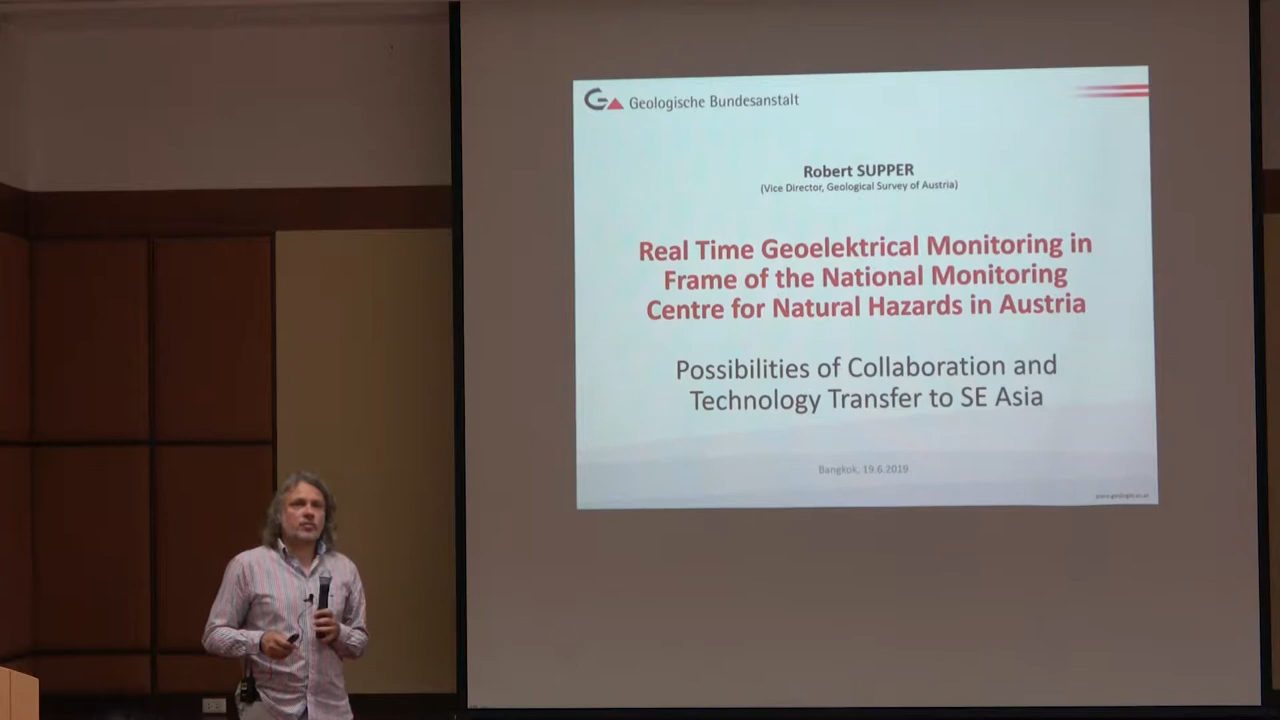 Geologische Bundesanstalt
Robert SUPPER
(Vice Director, Geological Survey of Austria)
Real Time Geoelektrical Monitoring in
Frame of the National Monitoring
Centre for Natural Hazards in Austria
Possibilities of Collaboration and
Technology Transfer to SE Asia
Bangkok, 19.6.2019